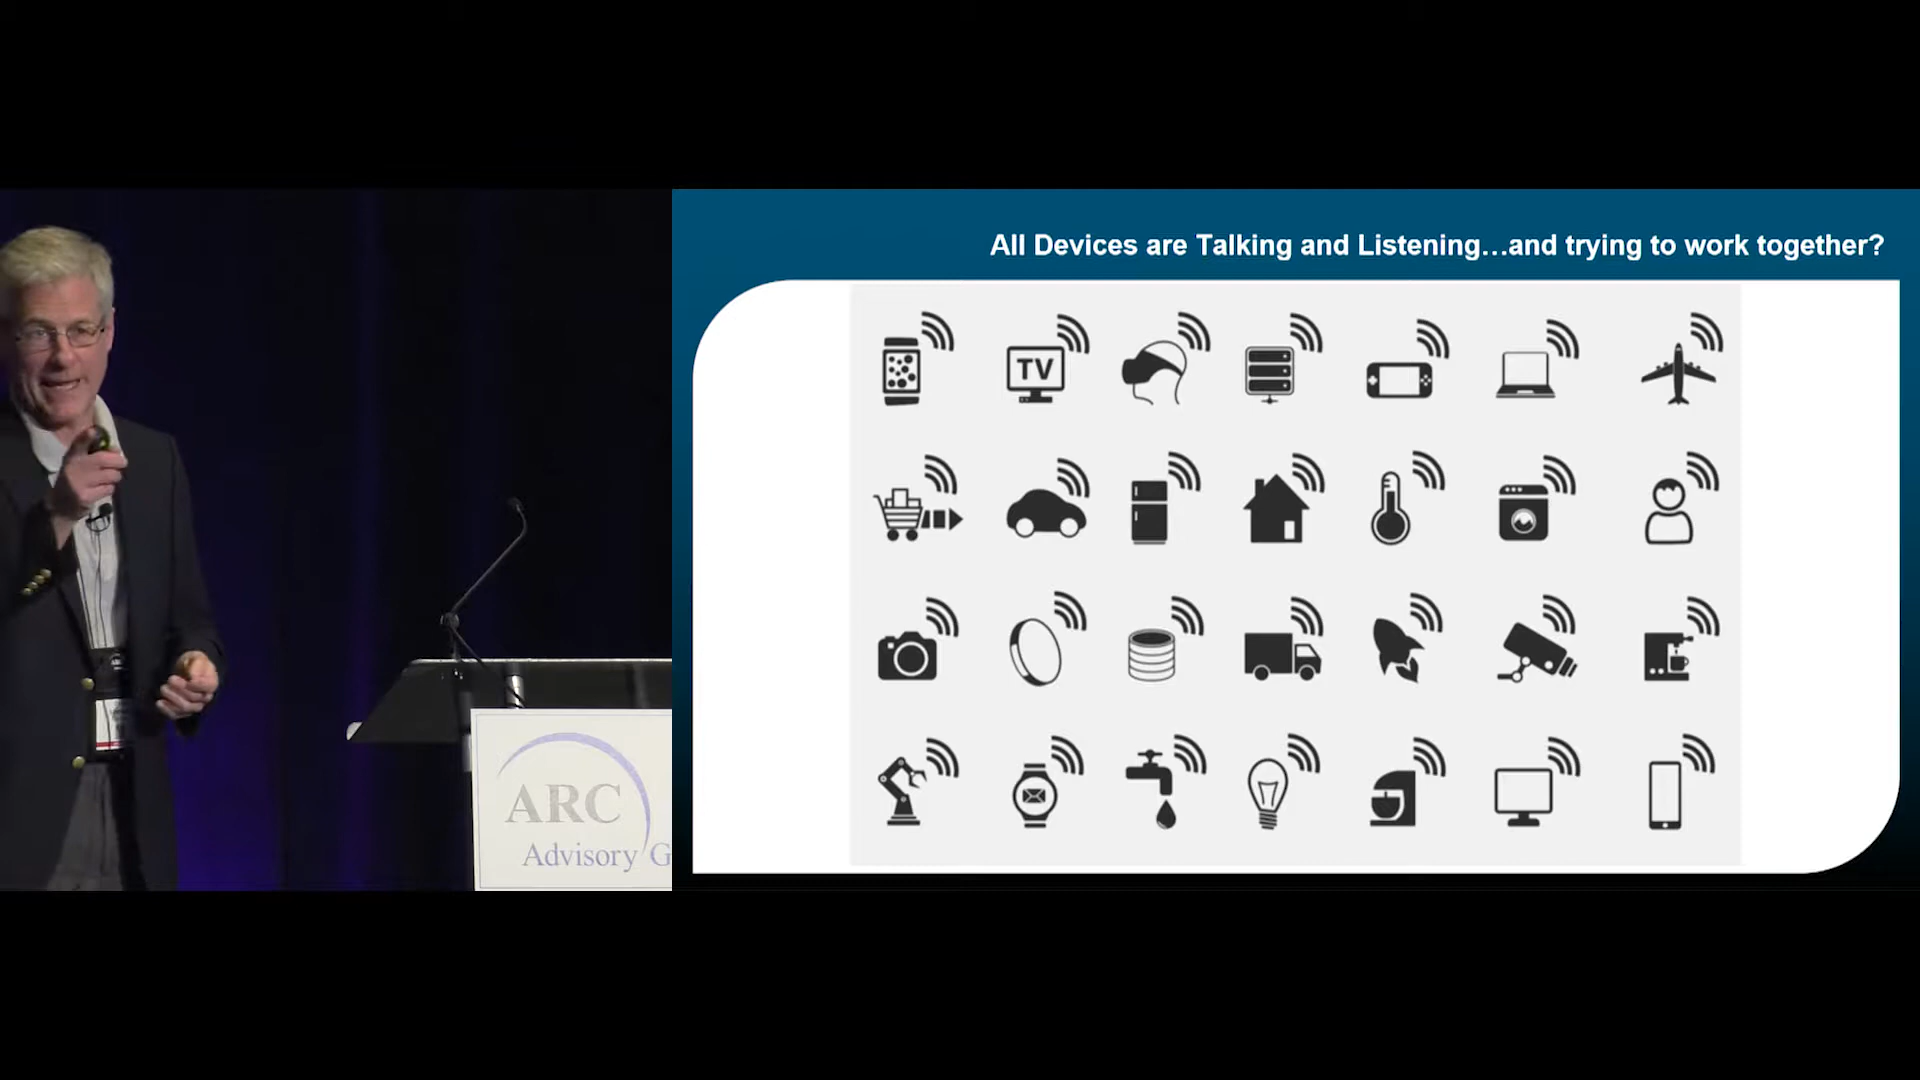 All Devices are Talking and Listening...and trying to work together?
TV
ARC
Advisory G